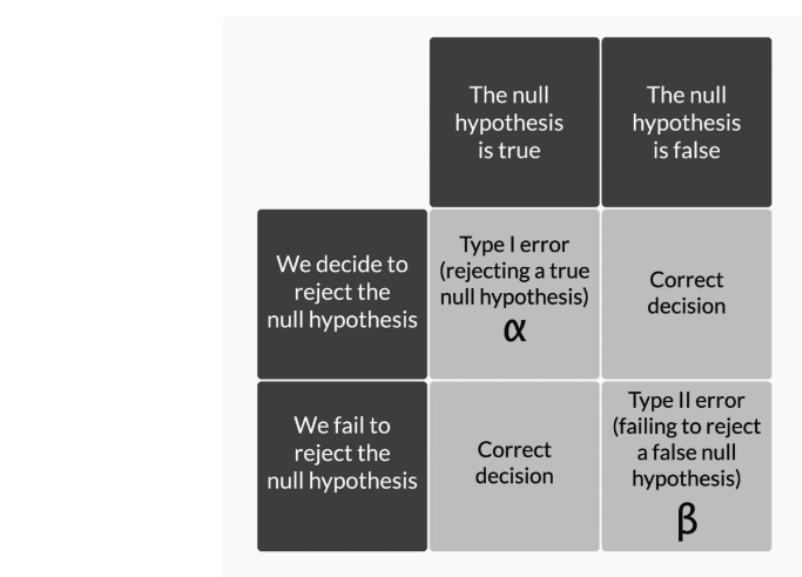 The null
hypothesis
is true
The null
hypothesis
is false
We decide to
reject the
null hypothesis
Type I error
(rejecting a true
null hypothesis)
α
Correct
decision
We fail to
reject the
null hypothesis
Correct
decision
Type II error
(failing to reject
a false null
hypothesis)
β